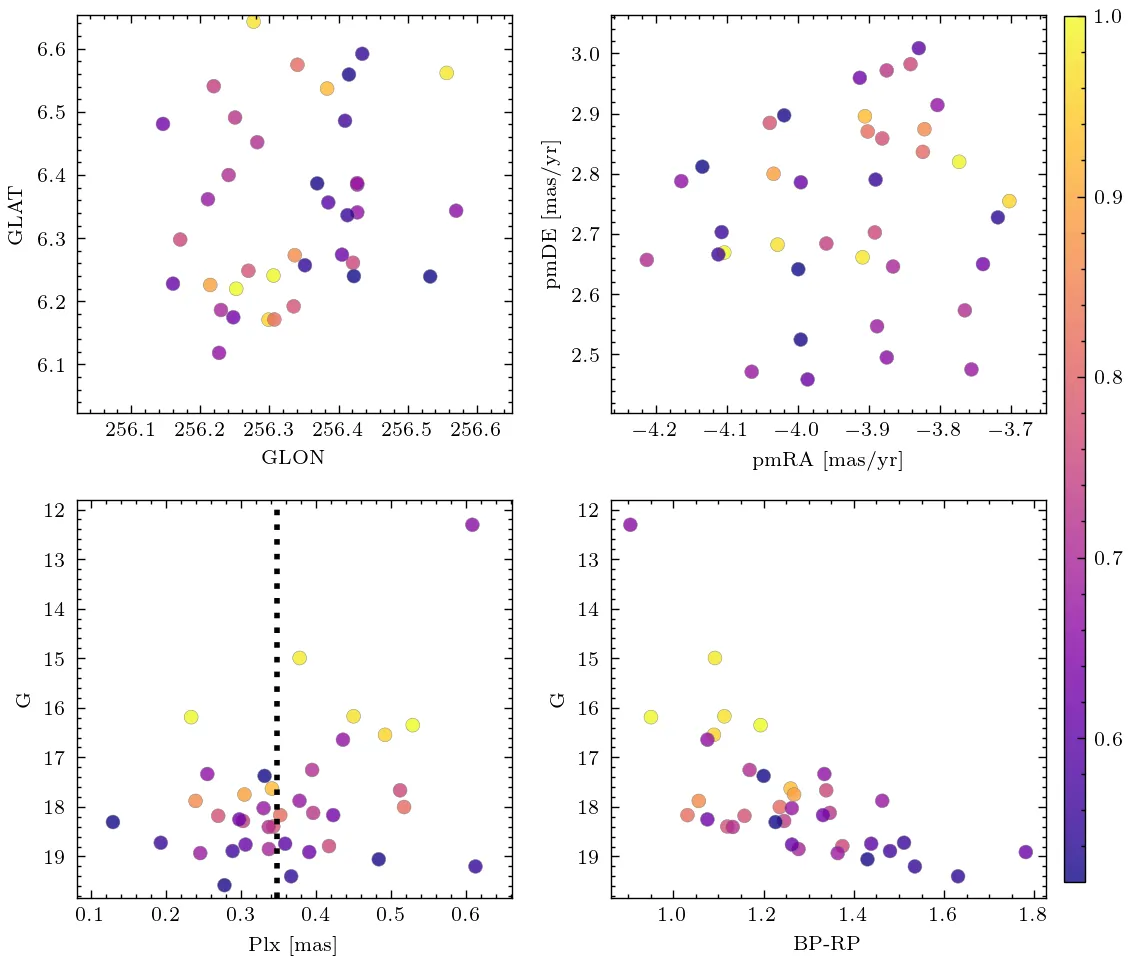 6.6
6.5
6.4
6.3
6.2
6.1
GLAT
256.1 256.2 256.3 256.4 256.5 256.6
GLON
3.0
2.9
2.8
2.7
2.6
2.5
pmDE [mas/yr]
−4.2 −4.1 −4.0 −3.9 −3.8 −3.7
pmRA [mas/yr]
1.0
0.9
0.8
0.7
0.6
12
13
14
15
16
17
18
19
G
0.1 0.2 0.3 0.4 0.5 0.6
Plx [mas]
12
13
14
15
16
17
18
19
G
1.0 1.2 1.4 1.6 1.8
BP-RP